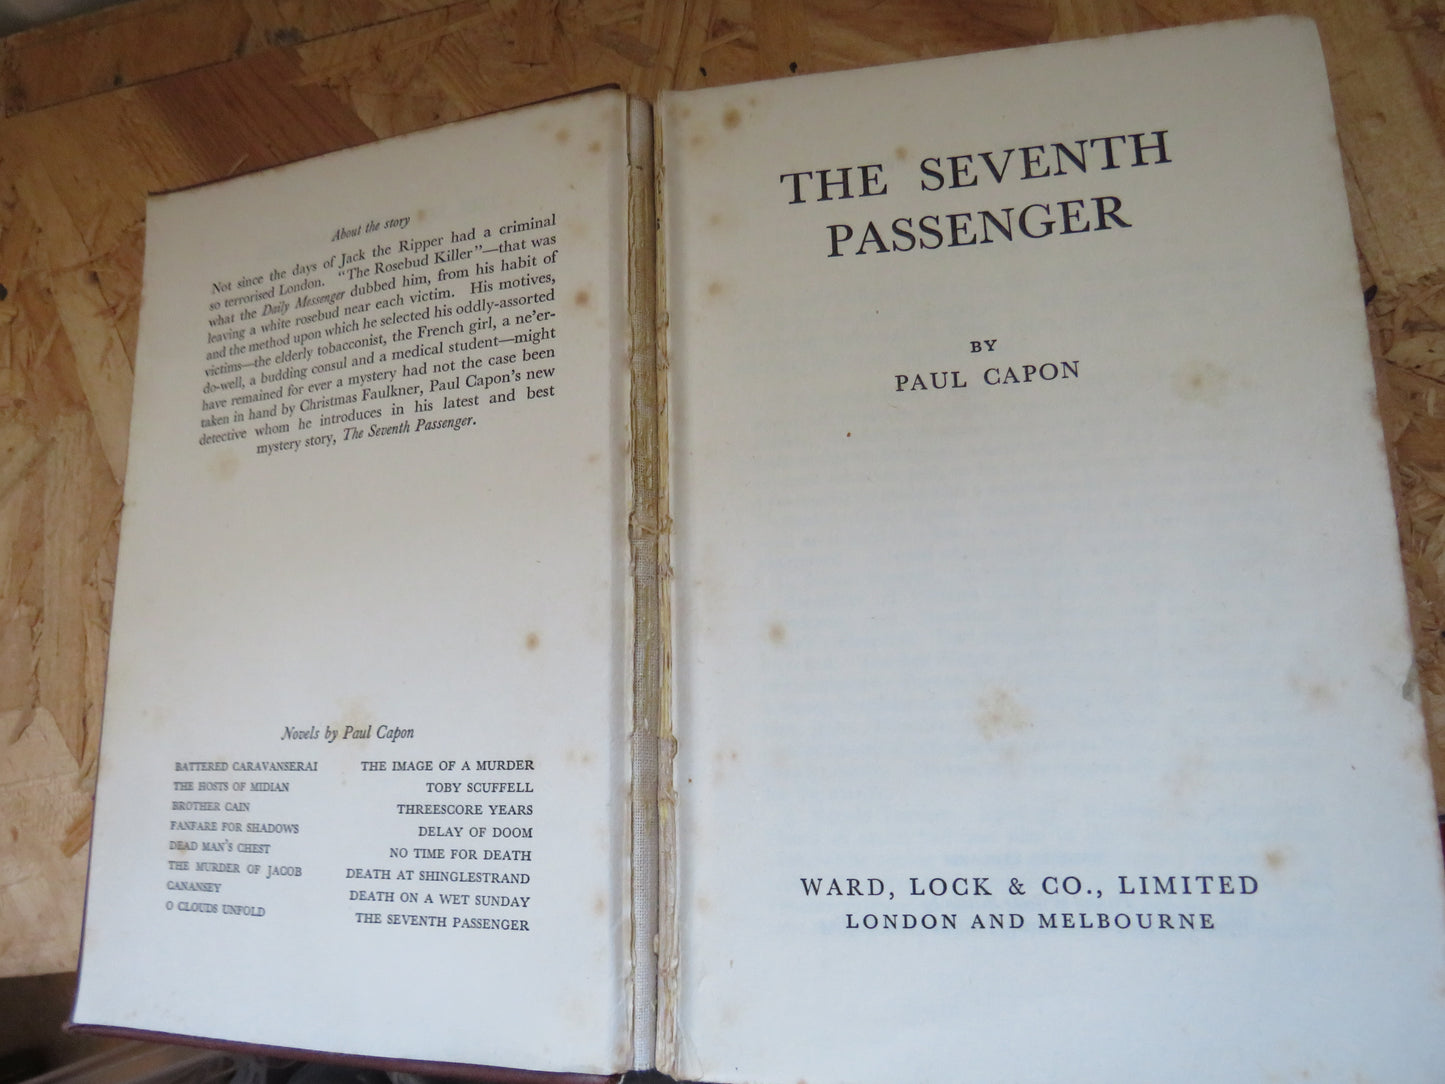 About the story
Not since the days of Jack the Ripper had a criminal
so terrorised London. "The Rosebud Killer"—that was
what the Daily Messenger dubbed him, from his habit of
leaving a white rosebud near each victim. His motives,
and the method upon which he selected his oddly-assorted
victims—the elderly tobacconist, the French girl, a ne'er-
do-well, a budding consul and a medical student—might
have remained for ever a mystery had not the case been
taken in hand by Christmas Faulkner, Paul Capon's new
detective whom he introduces in his latest and best
mystery story, The Seventh Passenger.
Novels by Paul Capon
BATTERED CARAVANSERAI
THE HOSTS OF MIDIAN
BROTHER CAIN
FANFARE FOR SHADOWS
DEAD MAN'S CHEST
THE MURDER OF JACOB
CANANSEY
O CLOUDS UNFOLD
THE IMAGE OF A MURDER
TOBY SCUFFELL
THREESCORE YEARS
DELAY OF DOOM
NO TIME FOR DEATH
DEATH AT SHINGLESTRAND
DEATH ON A WET SUNDAY
THE SEVENTH PASSENGER
THE SEVENTH
PASSENGER
BY
PAUL CAPON
WARD, LOCK & CO., LIMITED
LONDON AND MELBOURNE